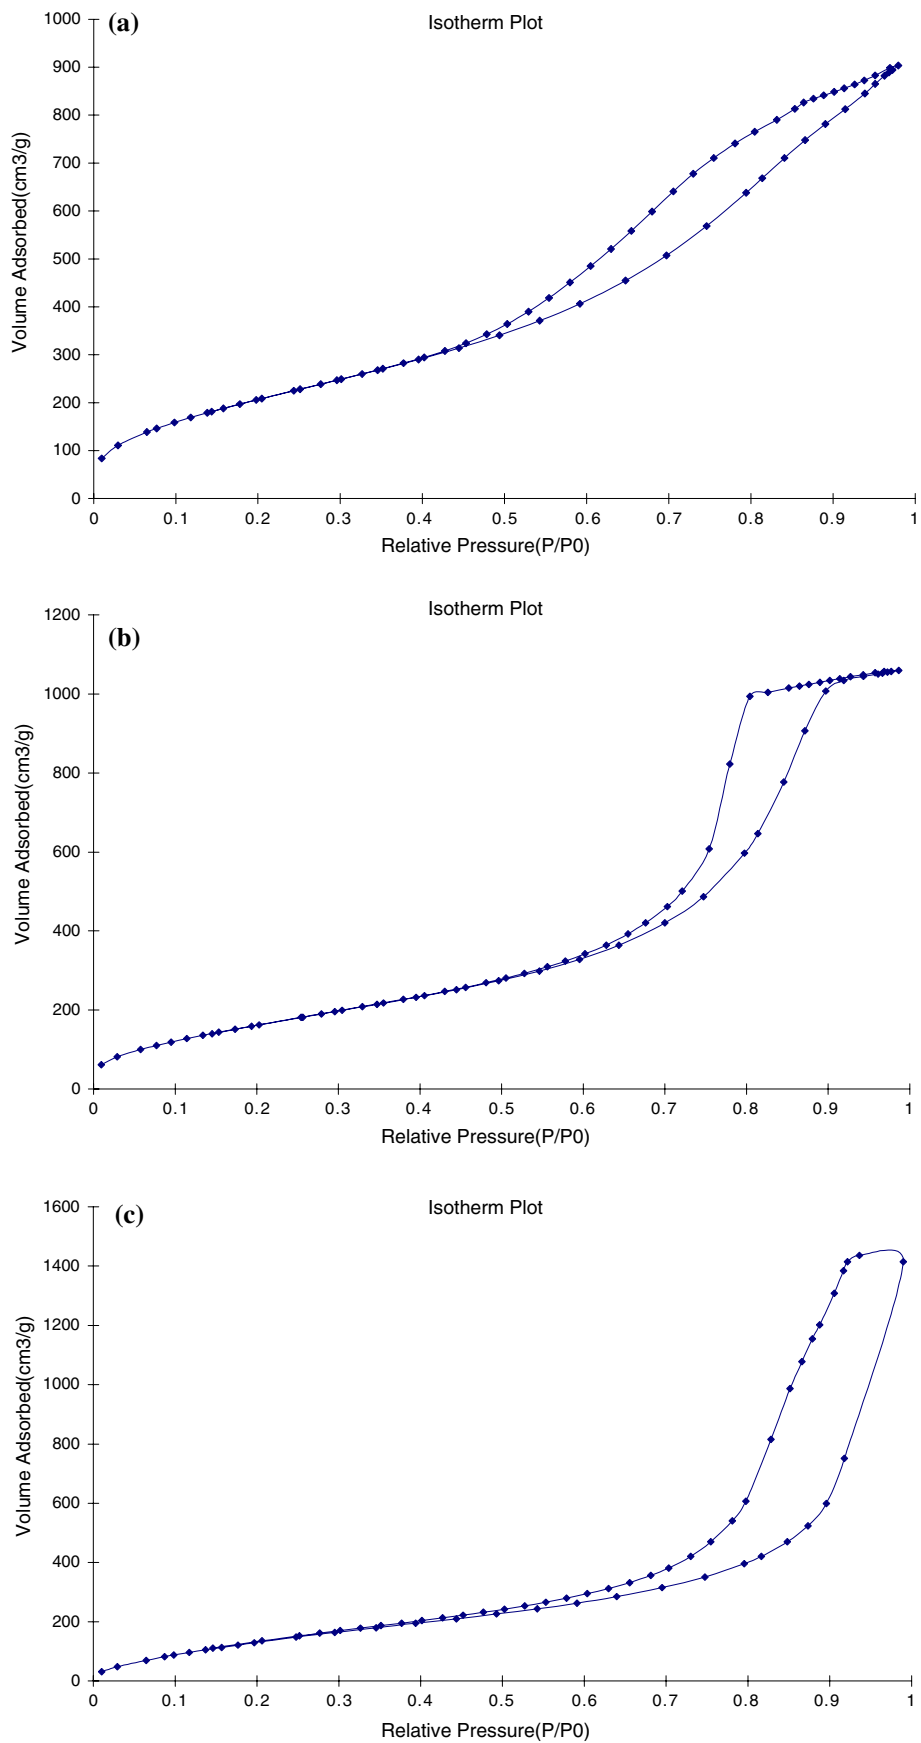 (a)
Isotherm Plot
1000
900
800
700
600
500
400
300
200
100
0
Volume Adsorbed(cm3/g)
0 0.1 0.2 0.3 0.4 0.5 0.6 0.7 0.8 0.9 1
Relative Pressure(P/P0)
(b)
Isotherm Plot
1200
1000
800
600
400
200
0
Volume Adsorbed(cm3/g)
0 0.1 0.2 0.3 0.4 0.5 0.6 0.7 0.8 0.9 1
Relative Pressure(P/P0)
(c)
Isotherm Plot
1600
1400
1200
1000
800
600
400
200
0
Volume Adsorbed(cm3/g)
0 0.1 0.2 0.3 0.4 0.5 0.6 0.7 0.8 0.9 1
Relative Pressure(P/P0)